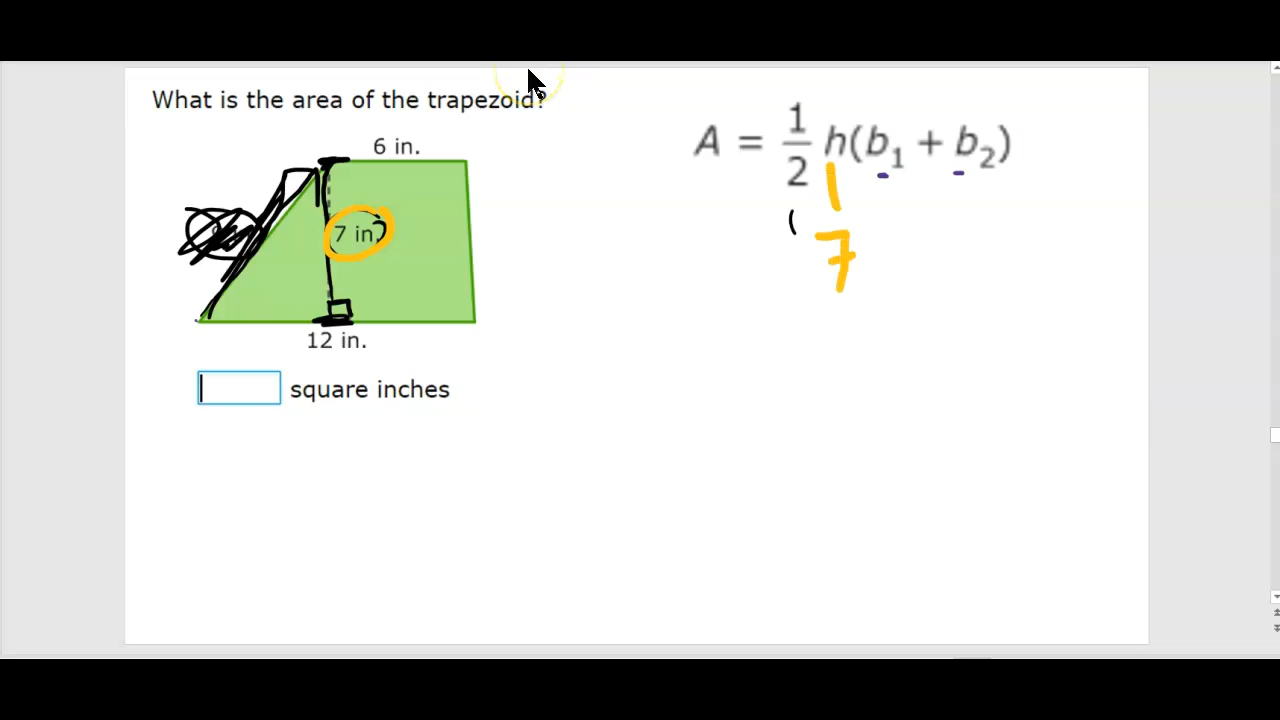 What is the area of the trapezoid?
6 in.
7 in.
12 in.
square inches
A = 1/2 h(b₁ + b₂)
7